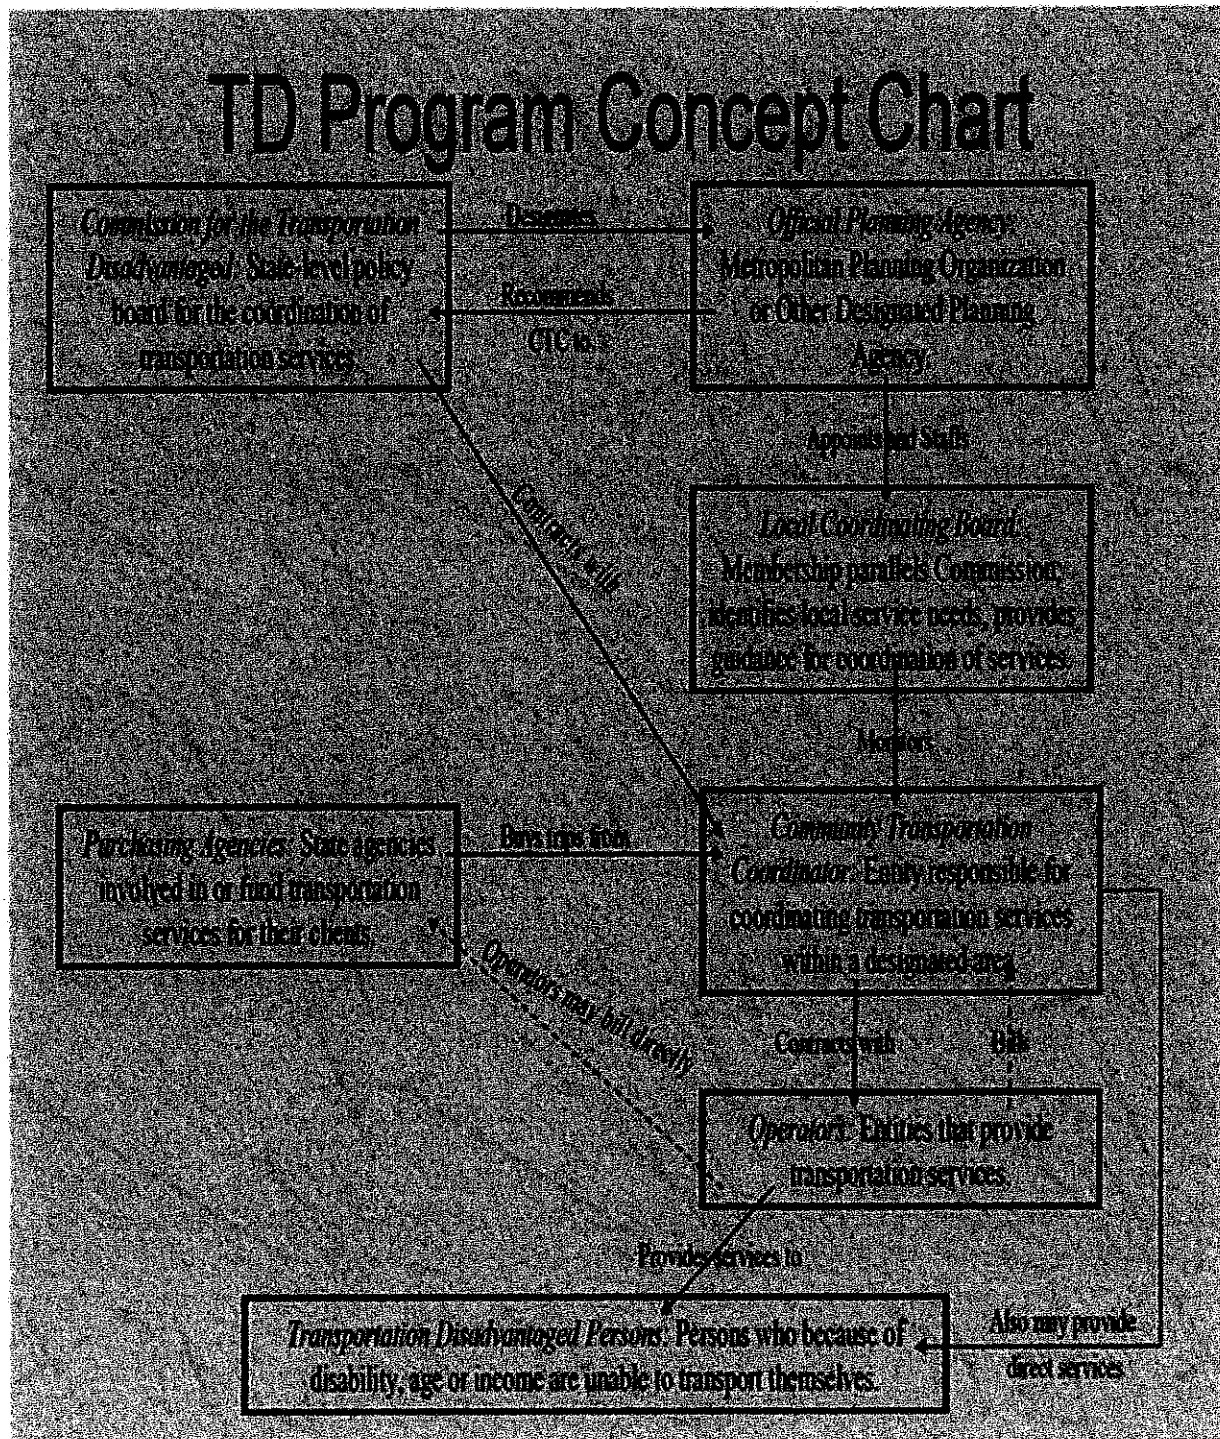 TD Program Concept Chart
Commission for the Transportation
Disadvantaged: State-level policy
board for the coordination of
transportation services.
Designates
Recommends
CTC to
Official Planning Agency:
Metropolitan Planning Organization
or Other Designated Planning
Agency.
Appoints and Staffs
Contracts with
Local Coordinating Board:
Membership parallels Commission;
identifies local service needs, provides
guidance for coordination of services.
Monitors
Purchasing Agencies: State agencies
involved in or fund transportation
services for their clients.
Buys trips from
Community Transportation
Coordinator: Entity responsible for
coordinating transportation services
within a designated area.
Operators may but directly
Contracts with
Bills
Operators: Entities that provide
transportation services.
Provides services to
Transportation Disadvantaged Persons: Persons who because of
disability, age or income are unable to transport themselves.
Also may provide
direct services